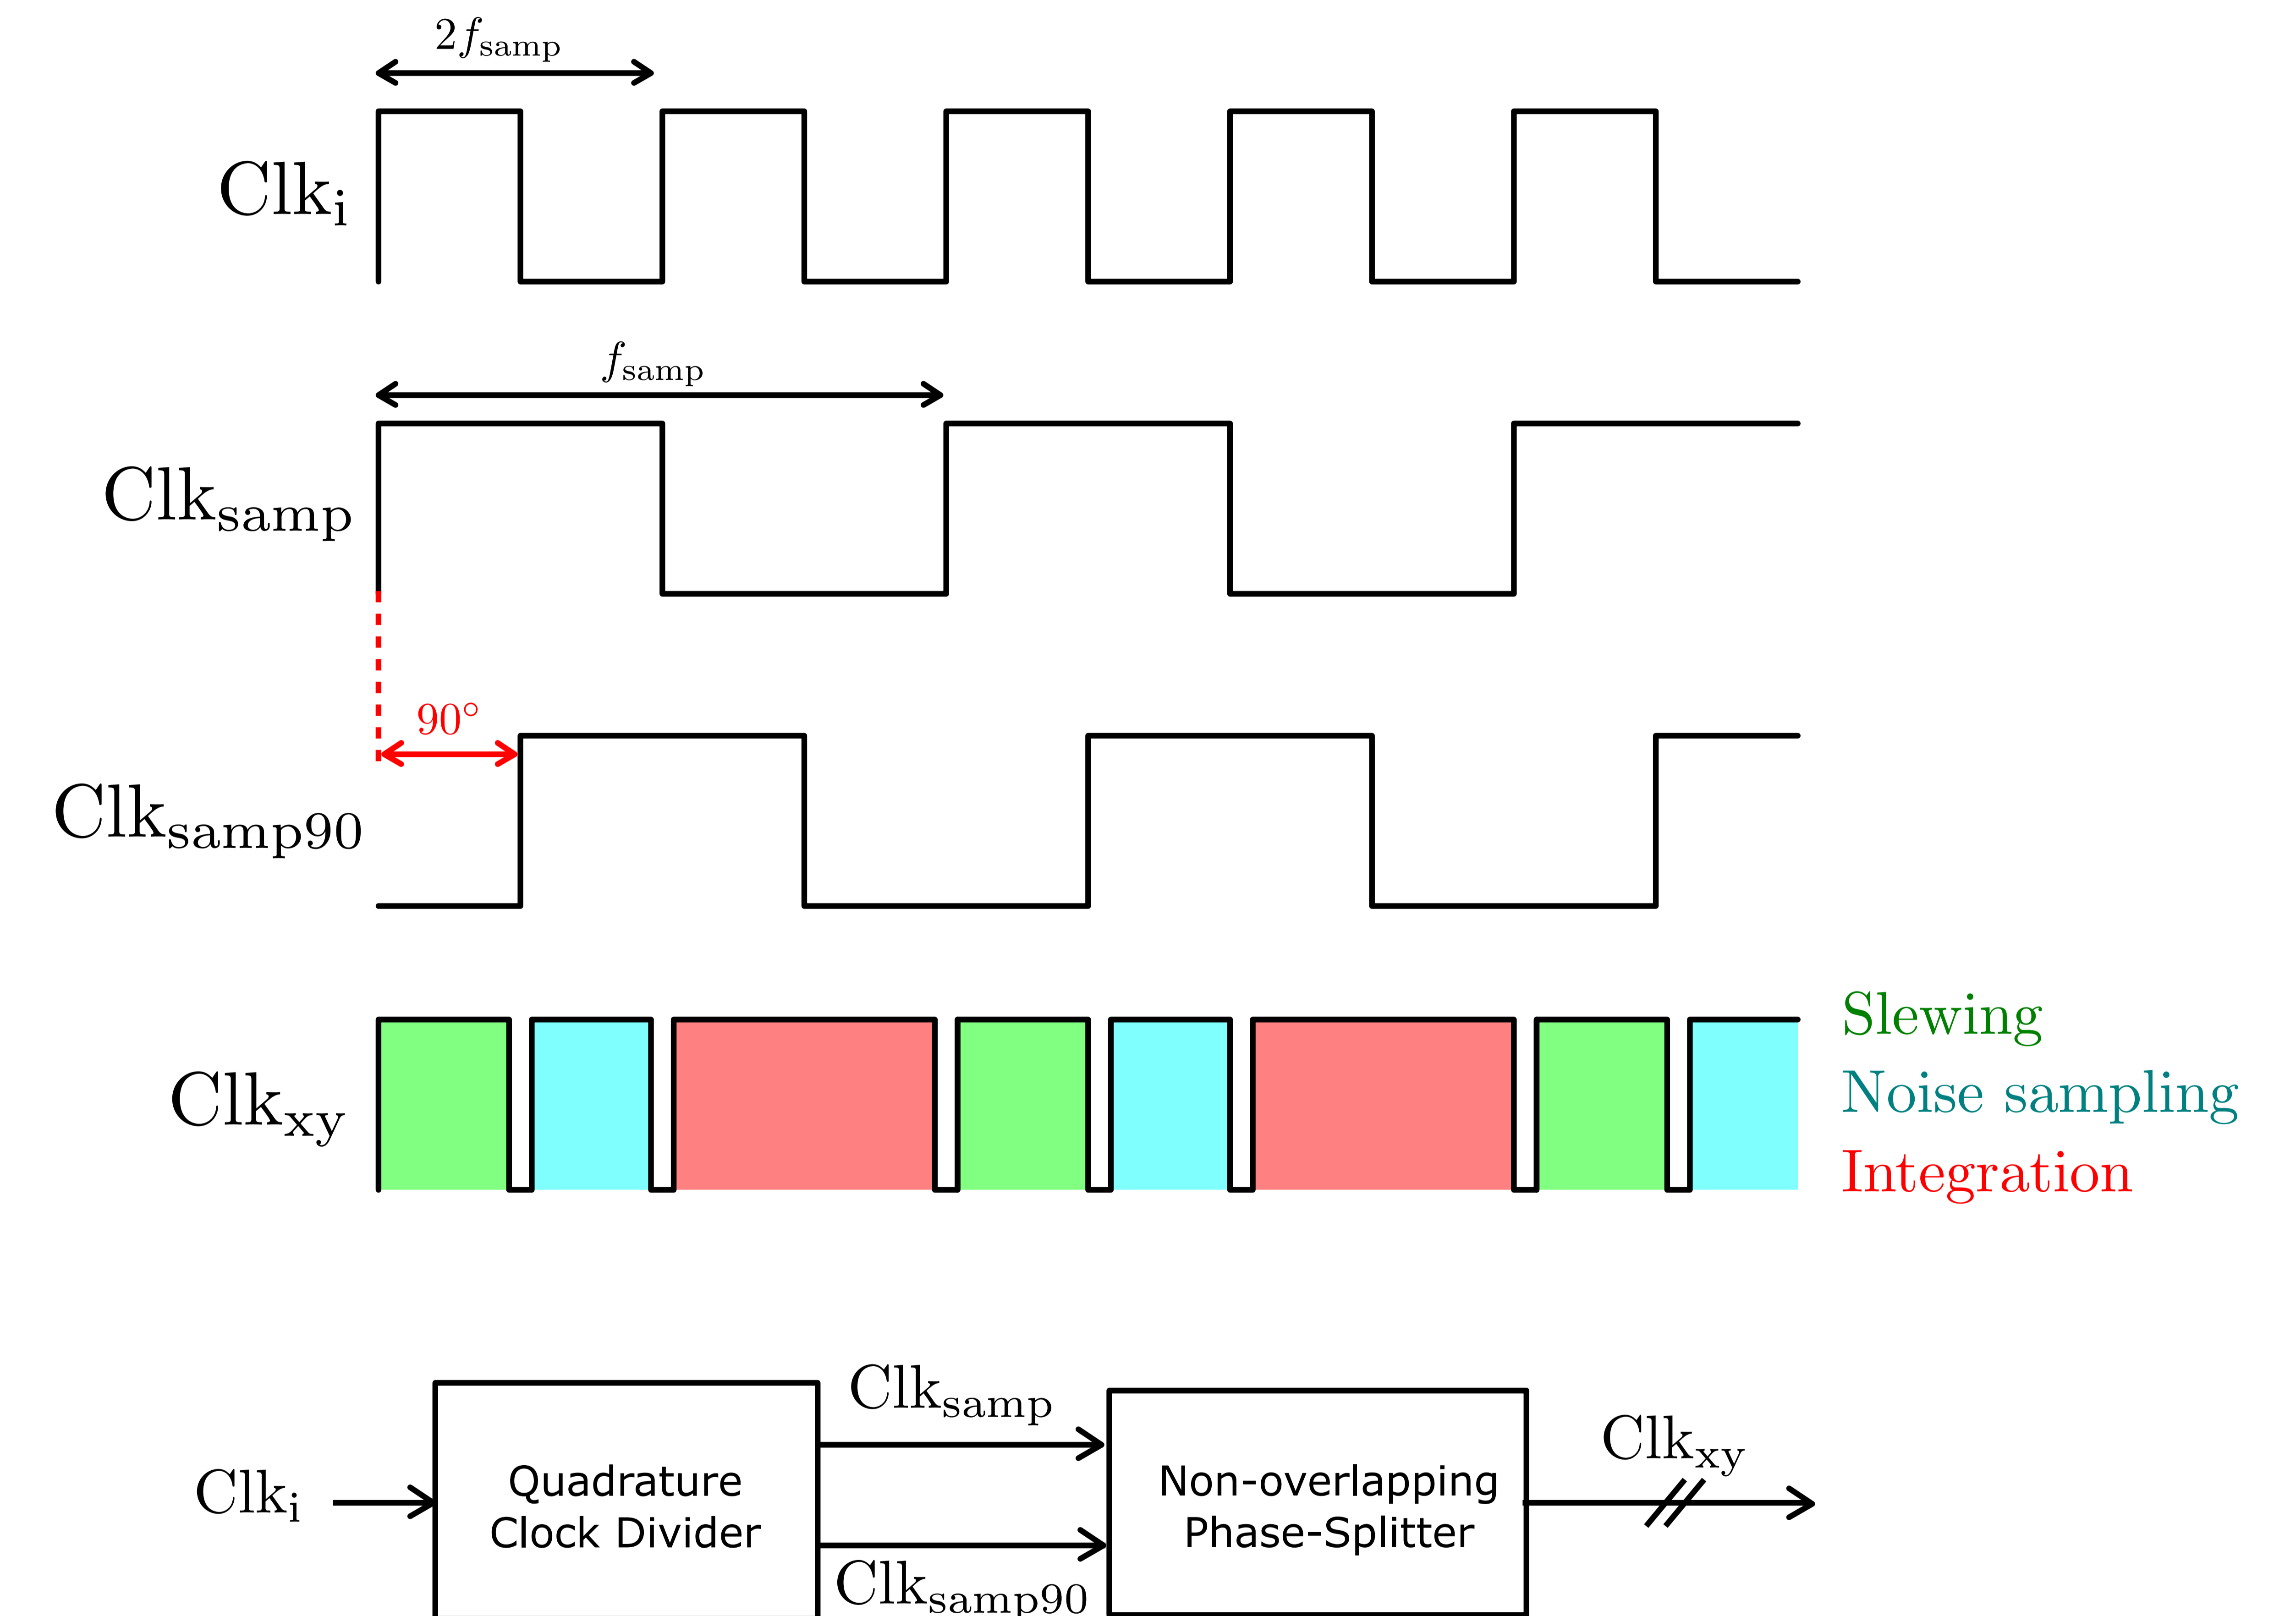 2f_samp
Clk_i
f_samp
Clk_samp
90°
Clk_samp90
Clk_xy
Slewing
Noise sampling
Integration
Clk_i
Quadrature
Clock Divider
Clk_samp
Clk_samp90
Non-overlapping
Phase-Splitter
Clk_xy